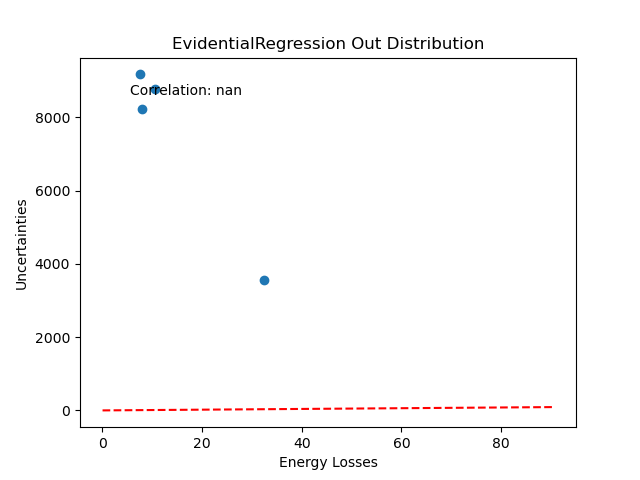 EvidentialRegression Out Distribution
Correlation: nan
8000
6000
4000
2000
0
Uncertainties
0 20 40 60 80
Energy Losses